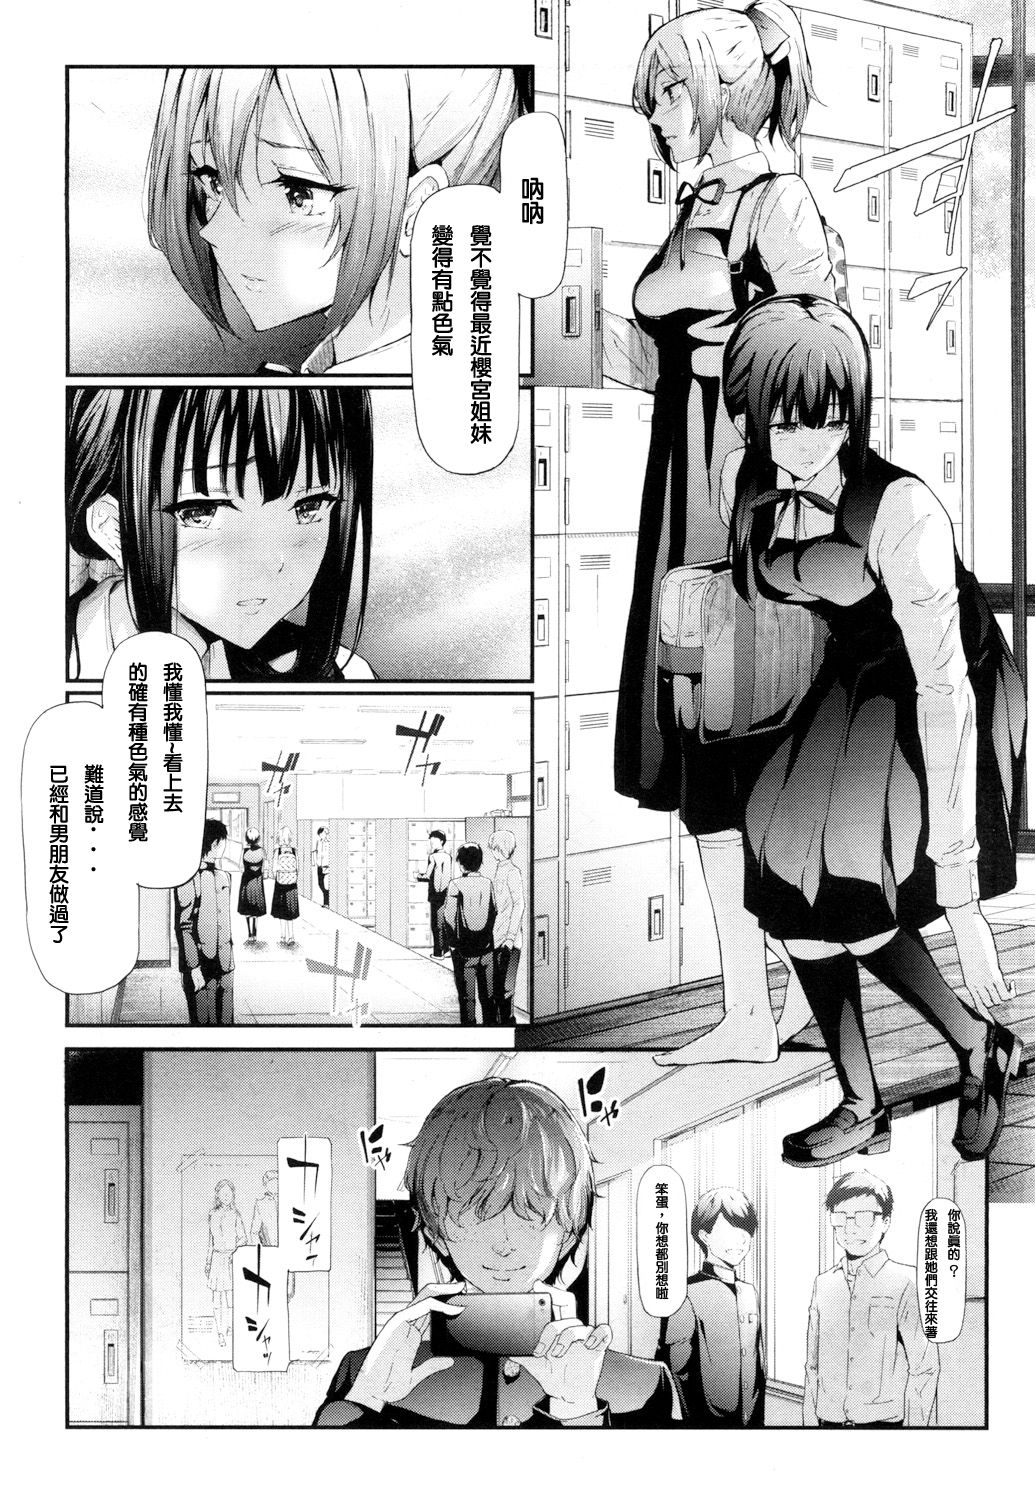 吶吶
覺不覺得最近櫻宮姐妹
變得有點色氣
我懂我懂~看上去
的確有種色氣的感覺
難道說・・・
已經和男朋友做過了
你說真的？
我還想跟她們交往來著
笨蛋，你想都別想啦